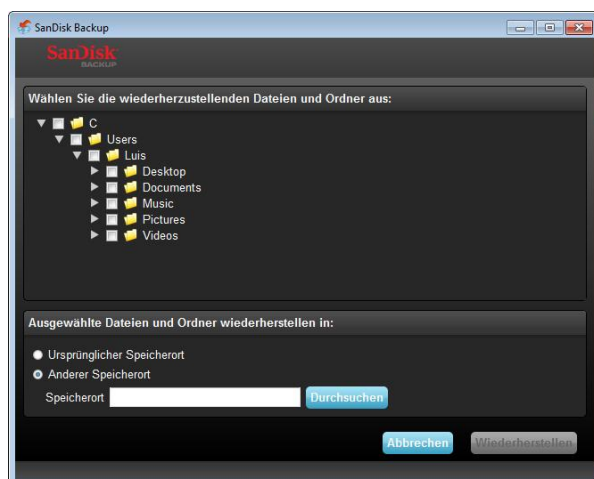 SanDisk Backup
SanDisk
BACKUP
Wählen Sie die wiederherzustellenden Dateien und Ordner aus:
C
Users
Luis
Desktop
Documents
Music
Pictures
Videos
Ausgewählte Dateien und Ordner wiederherstellen in:
Ursprünglicher Speicherort
Anderer Speicherort
Speicherort Durchsuchen
Abbrechen Wiederherstellen